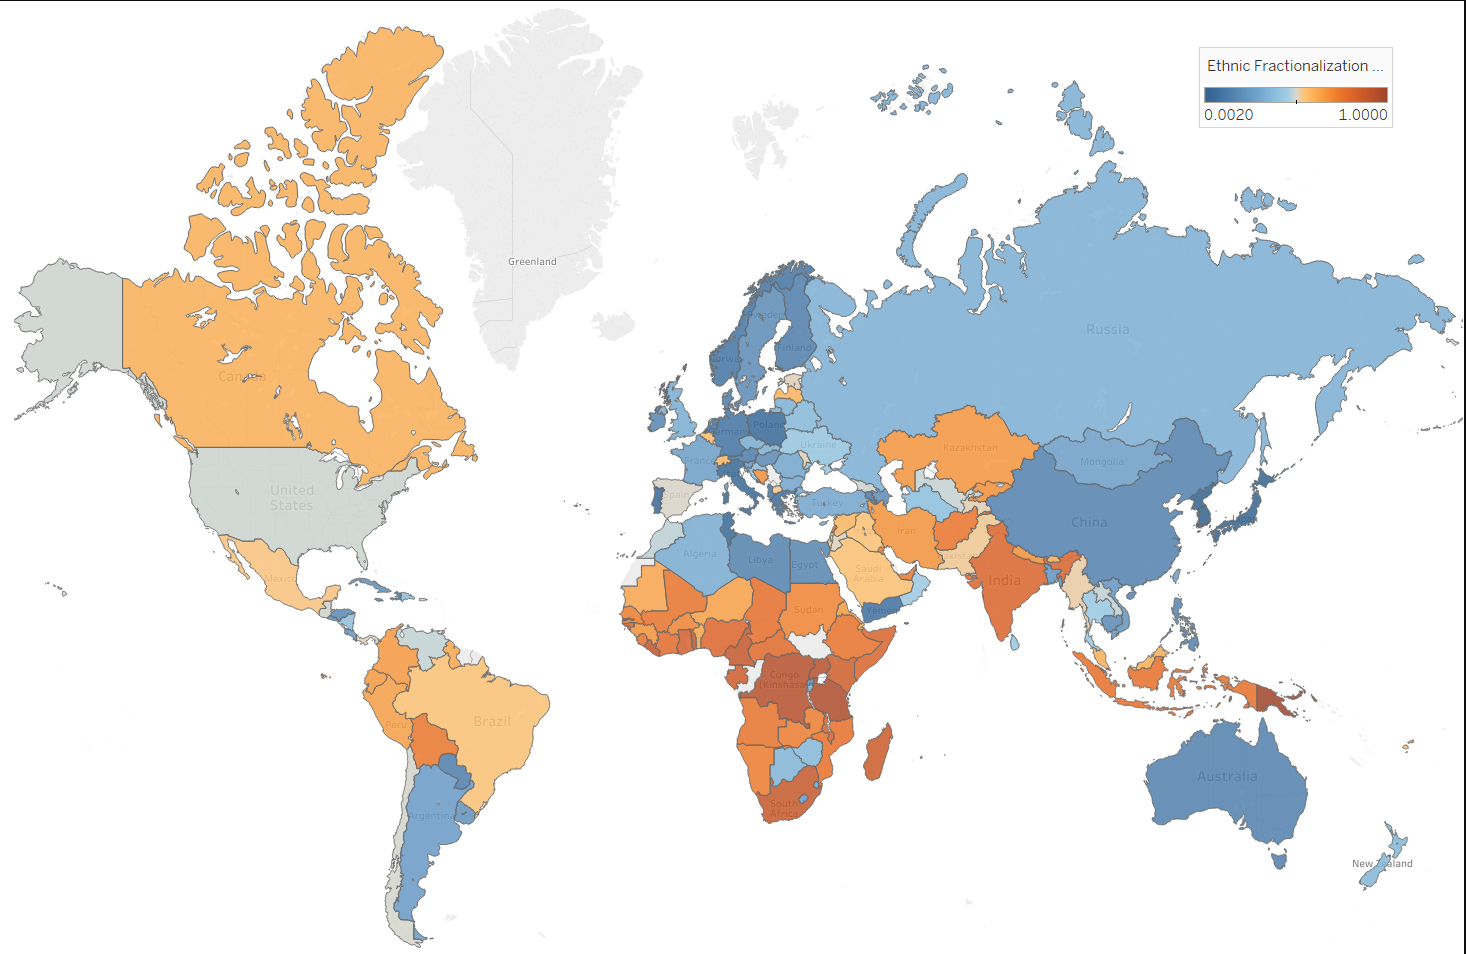 Ethnic Fractionalization ...
0.0020 1.0000
Greenland
Russia
Canada
Sweden
Finland
Norway
Poland
Germany
Ukraine
Kazakhstan
Mongolia
France
United
States
Spain
Turkey
China
Iran
Algeria
Libya
Egypt
Pakistan
Saudi
Arabia
India
Mexico
Sudan
Yemen
Congo
(Kinshasa)
Brazil
Peru
Australia
Argentina
South
Africa
New Zealand